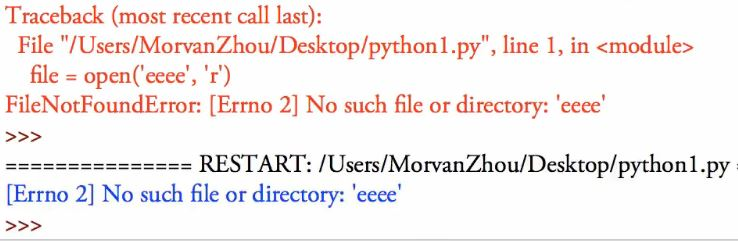 Traceback (most recent call last):
  File "/Users/MorvanZhou/Desktop/python1.py", line 1, in <module>
    file = open('eeee', 'r')
FileNotFoundError: [Errno 2] No such file or directory: 'eeee'
>>>
=============== RESTART: /Users/MorvanZhou/Desktop/python1.py =
[Errno 2] No such file or directory: 'eeee'
>>>